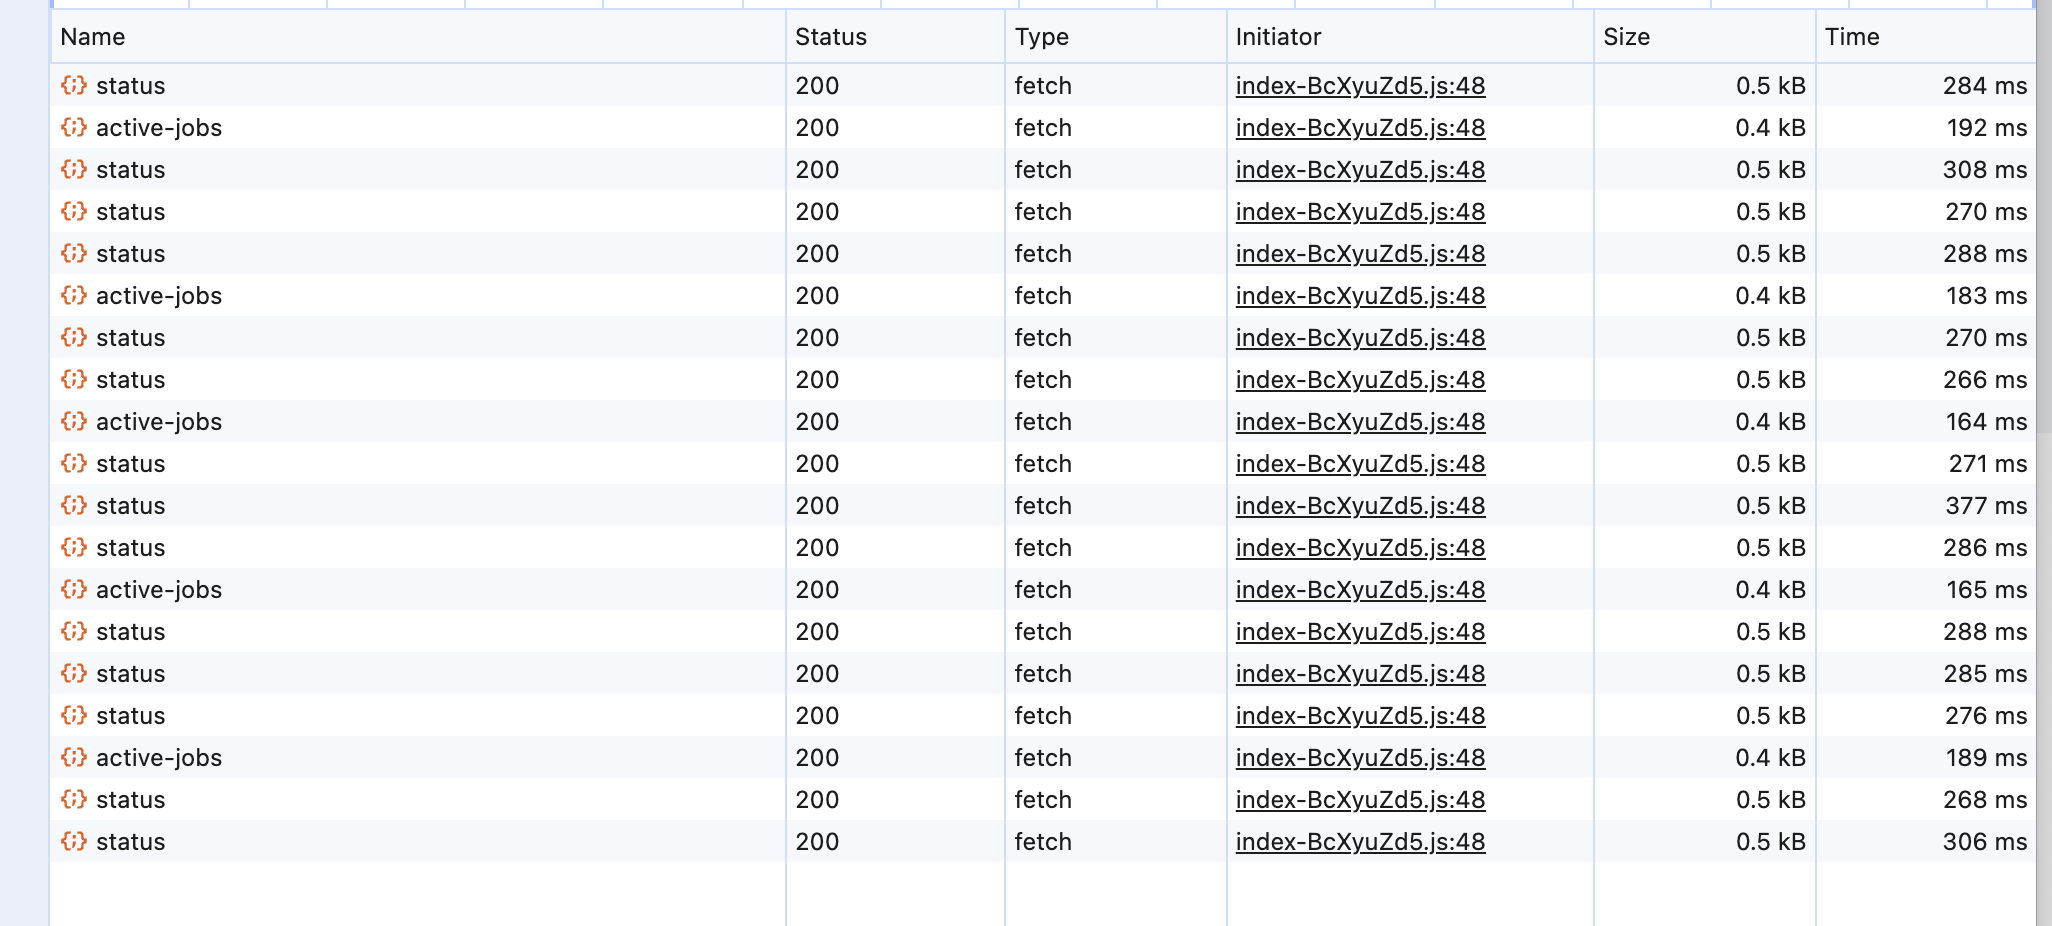 Name Status Type Initiator Size Time
status 200 fetch index-BcXyuZd5.js:48 0.5 kB 284 ms
active-jobs 200 fetch index-BcXyuZd5.js:48 0.4 kB 192 ms
status 200 fetch index-BcXyuZd5.js:48 0.5 kB 308 ms
status 200 fetch index-BcXyuZd5.js:48 0.5 kB 270 ms
status 200 fetch index-BcXyuZd5.js:48 0.5 kB 288 ms
active-jobs 200 fetch index-BcXyuZd5.js:48 0.4 kB 183 ms
status 200 fetch index-BcXyuZd5.js:48 0.5 kB 270 ms
status 200 fetch index-BcXyuZd5.js:48 0.5 kB 266 ms
active-jobs 200 fetch index-BcXyuZd5.js:48 0.4 kB 164 ms
status 200 fetch index-BcXyuZd5.js:48 0.5 kB 271 ms
status 200 fetch index-BcXyuZd5.js:48 0.5 kB 377 ms
status 200 fetch index-BcXyuZd5.js:48 0.5 kB 286 ms
active-jobs 200 fetch index-BcXyuZd5.js:48 0.4 kB 165 ms
status 200 fetch index-BcXyuZd5.js:48 0.5 kB 288 ms
status 200 fetch index-BcXyuZd5.js:48 0.5 kB 285 ms
status 200 fetch index-BcXyuZd5.js:48 0.5 kB 276 ms
active-jobs 200 fetch index-BcXyuZd5.js:48 0.4 kB 189 ms
status 200 fetch index-BcXyuZd5.js:48 0.5 kB 268 ms
status 200 fetch index-BcXyuZd5.js:48 0.5 kB 306 ms